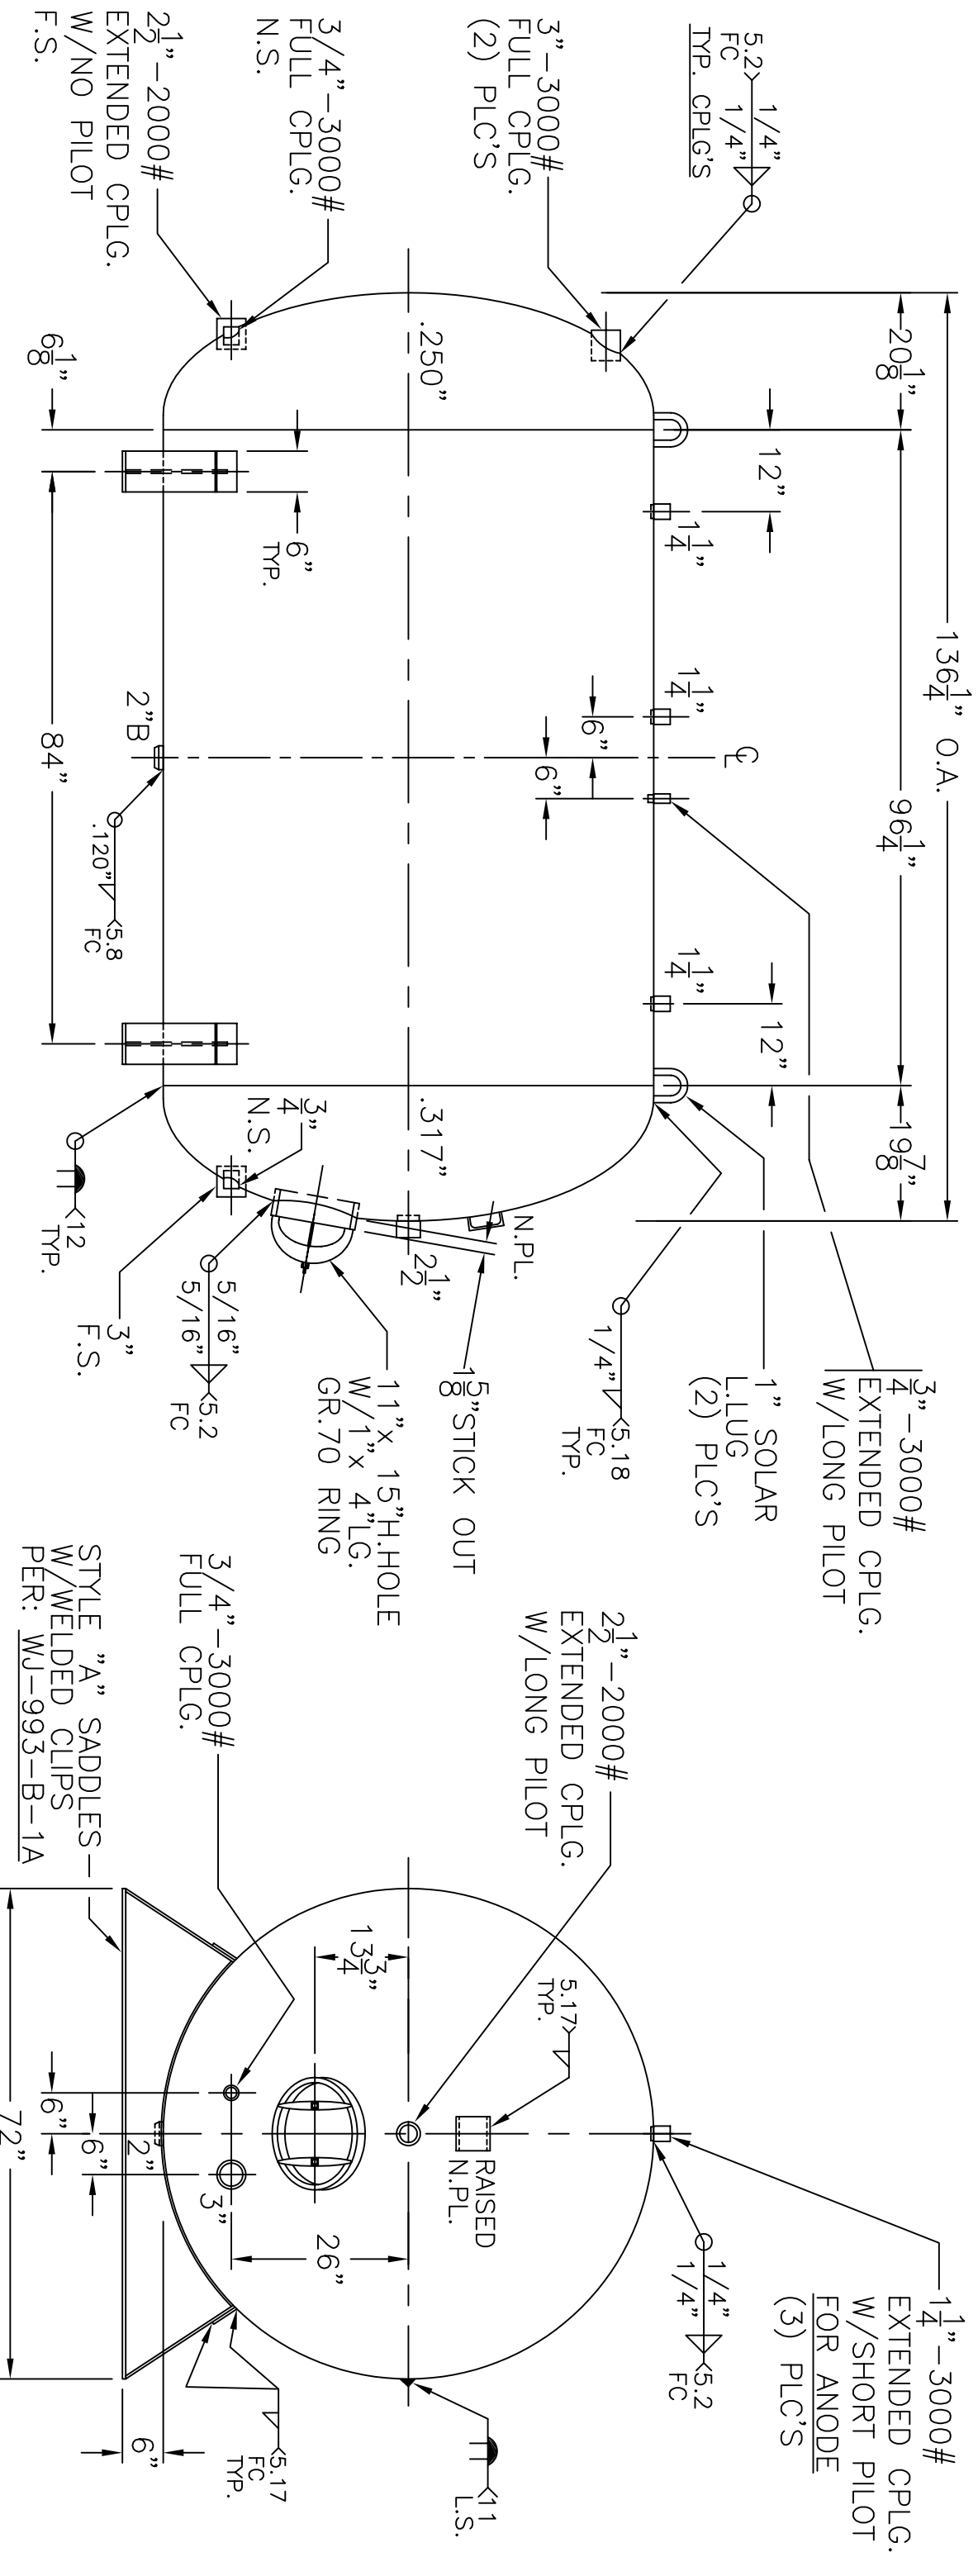 5.2 1/4"
FC 1/4"
TYP. CPLG'S
3"-3000#
FULL CPLG.
(2) PLC'S
3/4"-3000#
FULL CPLG.
N.S.
2 1/2"-2000#
EXTENDED CPLG.
W/NO PILOT
F.S.
136 1/4" O.A.
20 1/8"
96 1/4"
19 7/8"
12"
1 1/4"
1 1/4"
6"
6"
℄
1 1/4"
12"
.250"
.317"
6 1/8"
6"
TYP.
84"
2"B
.120"
5.8
FC
12
TYP.
3/4"
N.S.
3"
F.S.
5/16"
5/16"
5.2
FC
N.PL.
2 1/2"
1 5/8" STICK OUT
11" x 15"H.HOLE
W/1" x 4"LG.
GR.70 RING
1/4"
5.18
FC
TYP.
1" SOLAR
L.LUG
(2) PLC'S
3/4"-3000#
EXTENDED CPLG.
W/LONG PILOT
2 1/2"-2000#
EXTENDED CPLG.
W/LONG PILOT
3/4"-3000#
FULL CPLG.
STYLE "A" SADDLES
W/WELDED CLIPS
PER: WJ-993-B-1A
1 1/4"-3000#
EXTENDED CPLG.
W/SHORT PILOT
FOR ANODE
(3) PLC'S
1/4"
1/4"
5.2
FC
5.17
TYP.
RAISED
N.PL.
13 3/4"
26"
3"
2"
6"
6"
72"
6"
5.17
FC
TYP.
11
L.S.